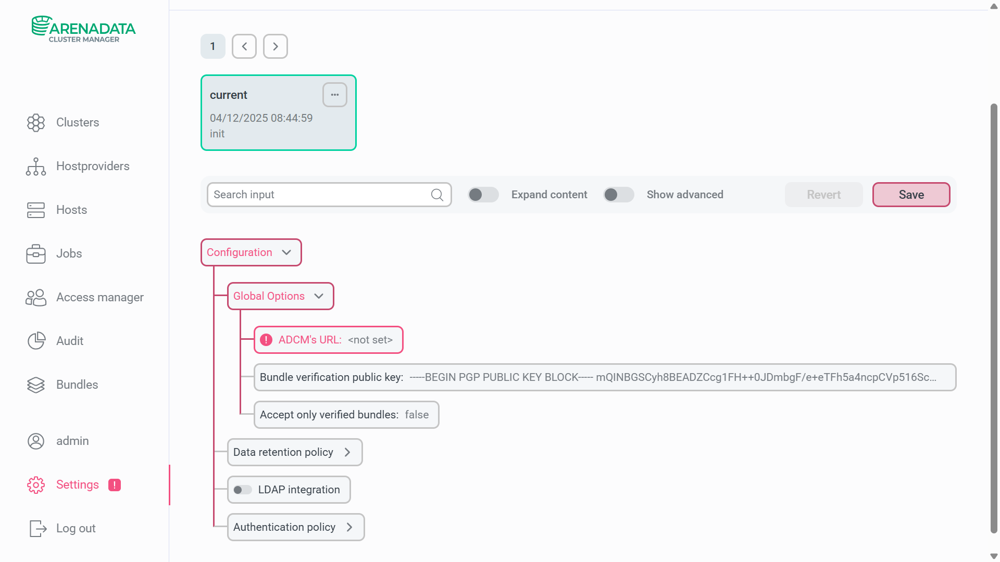 ARENADATA
CLUSTER MANAGER
Clusters
Hostproviders
Hosts
Jobs
Access manager
Audit
Bundles
admin
Settings !
Log out
1
current
04/12/2025 08:44:59
init
Search input
Expand content
Show advanced
Revert
Save
Configuration
Global Options
! ADCM's URL: <not set>
Bundle verification public key: -----BEGIN PGP PUBLIC KEY BLOCK----- mQINBGSCyh8BEADZCcg1FH++0JDmbgF/e+eTFh5a4ncpCVp516Sc...
Accept only verified bundles: false
Data retention policy
LDAP integration
Authentication policy